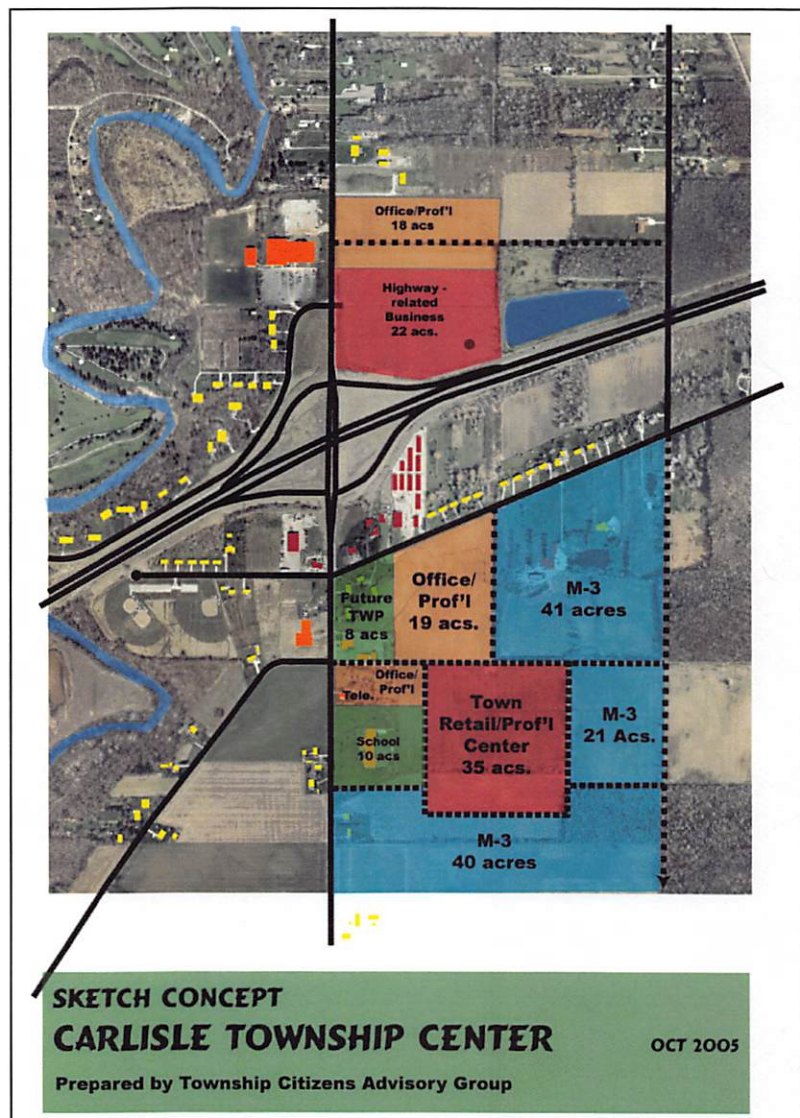 Office/Prof'l
18 acs
Highway -
related
Business
22 acs.
Office/
Prof'l
19 acs.
M-3
41 acres
Future
TWP
8 acs
Office/
Prof'l
Tele.
Town
Retail/Prof'l
Center
35 acs.
M-3
21 Acs.
School
10 acs
M-3
40 acres
SKETCH CONCEPT
CARLISLE TOWNSHIP CENTER
OCT 2005
Prepared by Township Citizens Advisory Group